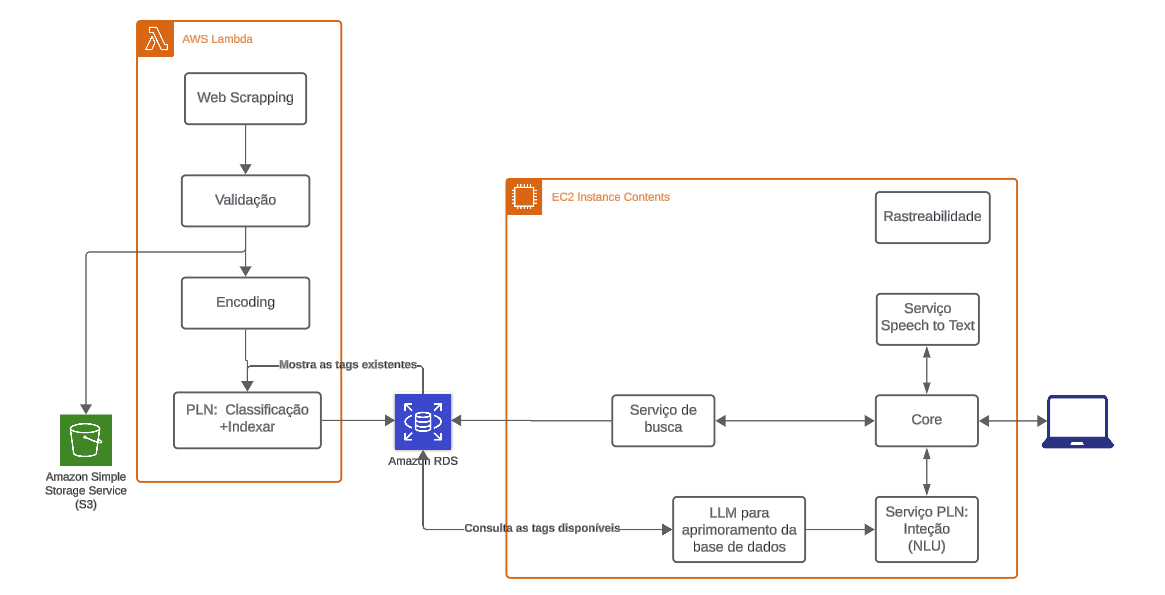 AWS Lambda
Web Scrapping
Validação
Encoding
Mostra as tags existentes
PLN:  Classificação
+Indexar
Amazon Simple
Storage Service
(S3)
Amazon RDS
EC2 Instance Contents
Rastreabilidade
Serviço
Speech to Text
Serviço de
busca
Core
Consulta as tags disponíveis
LLM para
aprimoramento da
base de dados
Serviço PLN:
Inteção
(NLU)